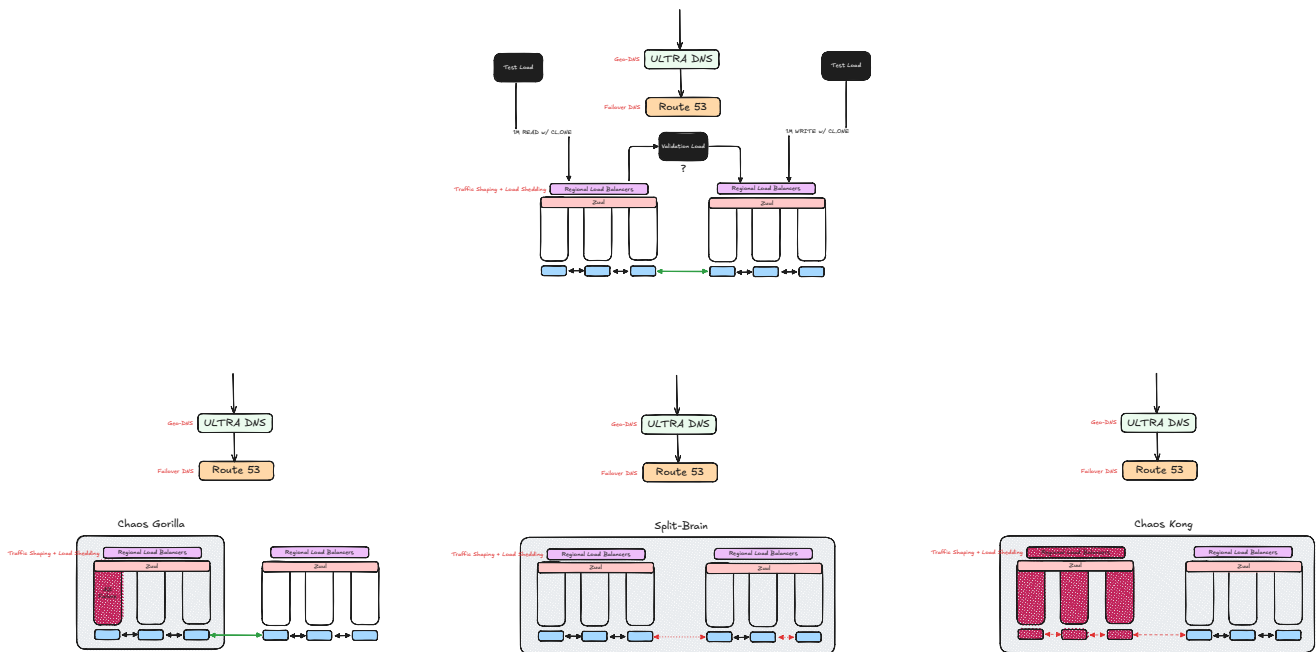 Geo-DNS
ULTRA DNS
Test Load
Test Load
Failover DNS
Route 53
1M READ w/ CLONE
1M WRITE w/ CLONE
Validation Load
?
Traffic Shaping + Load Shedding
Regional Load Balancers
Regional Load Balancers
Zuul
Zuul
Geo-DNS
ULTRA DNS
Failover DNS
Route 53
Chaos Gorilla
Traffic Shaping + Load Shedding
Regional Load Balancers
Regional Load Balancers
Zuul
Zuul
Geo-DNS
ULTRA DNS
Failover DNS
Route 53
Split-Brain
Traffic Shaping + Load Shedding
Regional Load Balancers
Regional Load Balancers
Zuul
Zuul
Geo-DNS
ULTRA DNS
Failover DNS
Route 53
Chaos Kong
Traffic Shaping + Load Shedding
Regional Load Balancers
Regional Load Balancers
Zuul
Zuul